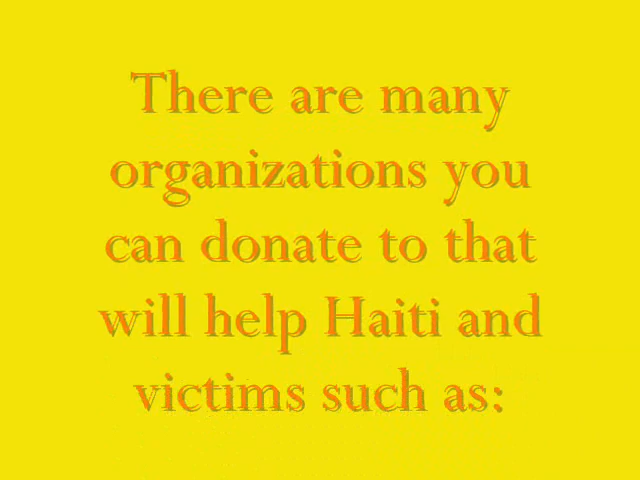 There are many
organizations you
can donate to that
will help Haiti and
victims such as: